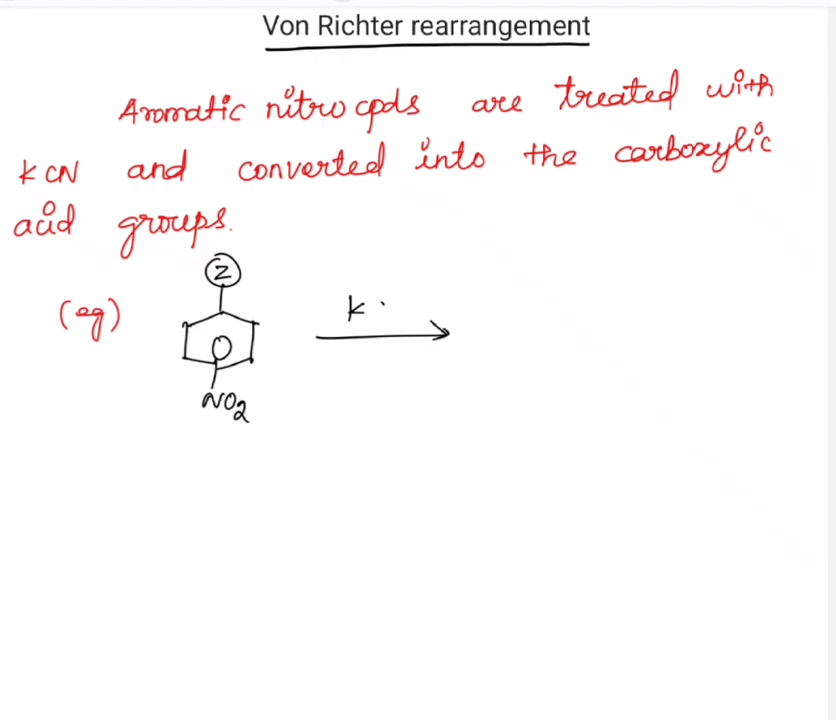 Von Richter rearrangement
Aromatic nitro cpds are treated with
KCN and converted into the carboxylic
acid groups.
Z
(eg)
K
NO2